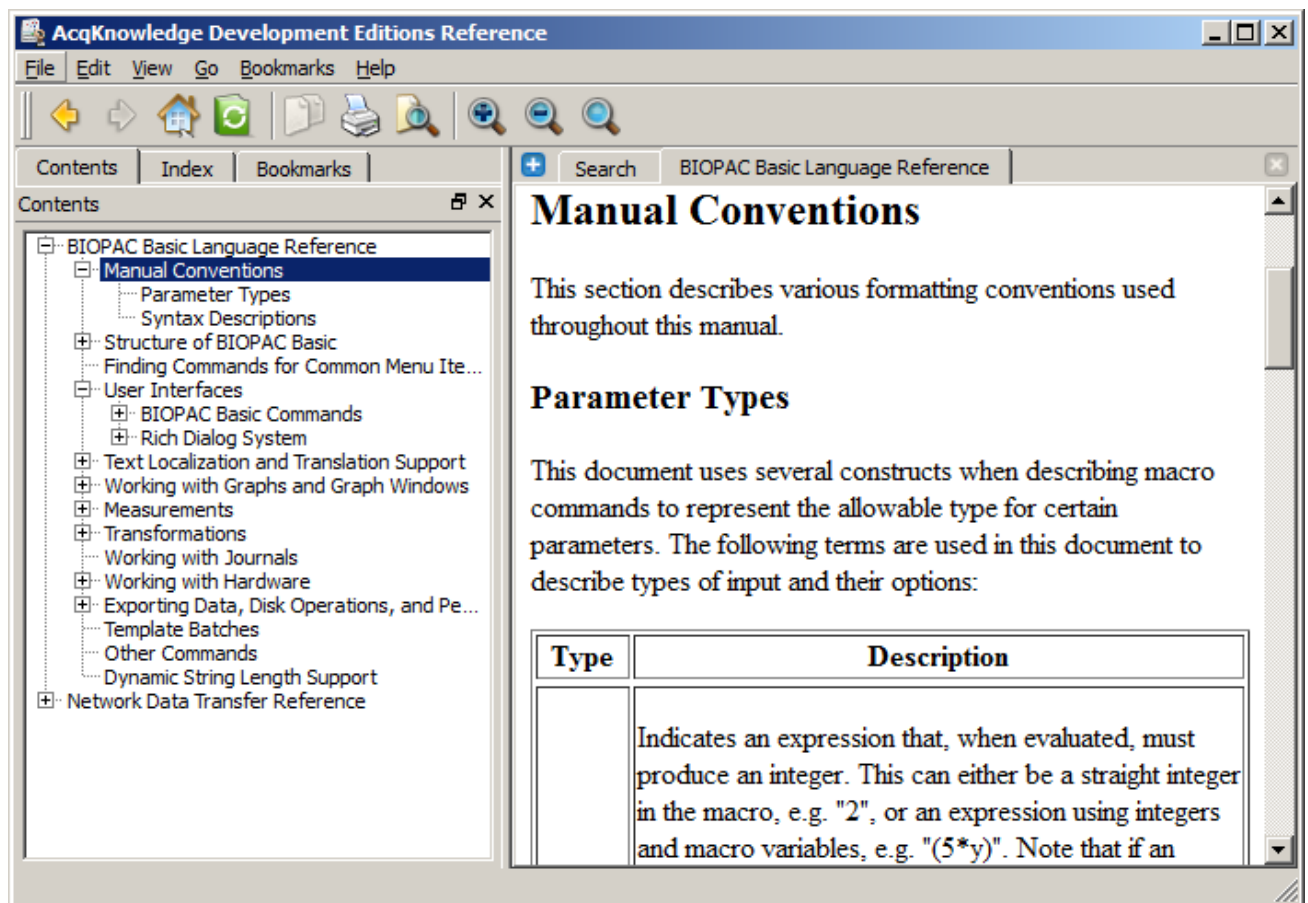 AcqKnowledge Development Editions Reference
File Edit View Go Bookmarks Help
Contents Index Bookmarks
Contents
BIOPAC Basic Language Reference
Manual Conventions
Parameter Types
Syntax Descriptions
Structure of BIOPAC Basic
Finding Commands for Common Menu Ite...
User Interfaces
BIOPAC Basic Commands
Rich Dialog System
Text Localization and Translation Support
Working with Graphs and Graph Windows
Measurements
Transformations
Working with Journals
Working with Hardware
Exporting Data, Disk Operations, and Pe...
Template Batches
Other Commands
Dynamic String Length Support
Network Data Transfer Reference
Search BIOPAC Basic Language Reference
Manual Conventions
This section describes various formatting conventions used
throughout this manual.
Parameter Types
This document uses several constructs when describing macro
commands to represent the allowable type for certain
parameters. The following terms are used in this document to
describe types of input and their options:
Type Description
Indicates an expression that, when evaluated, must
produce an integer. This can either be a straight integer
in the macro, e.g. "2", or an expression using integers
and macro variables, e.g. "(5*y)". Note that if an